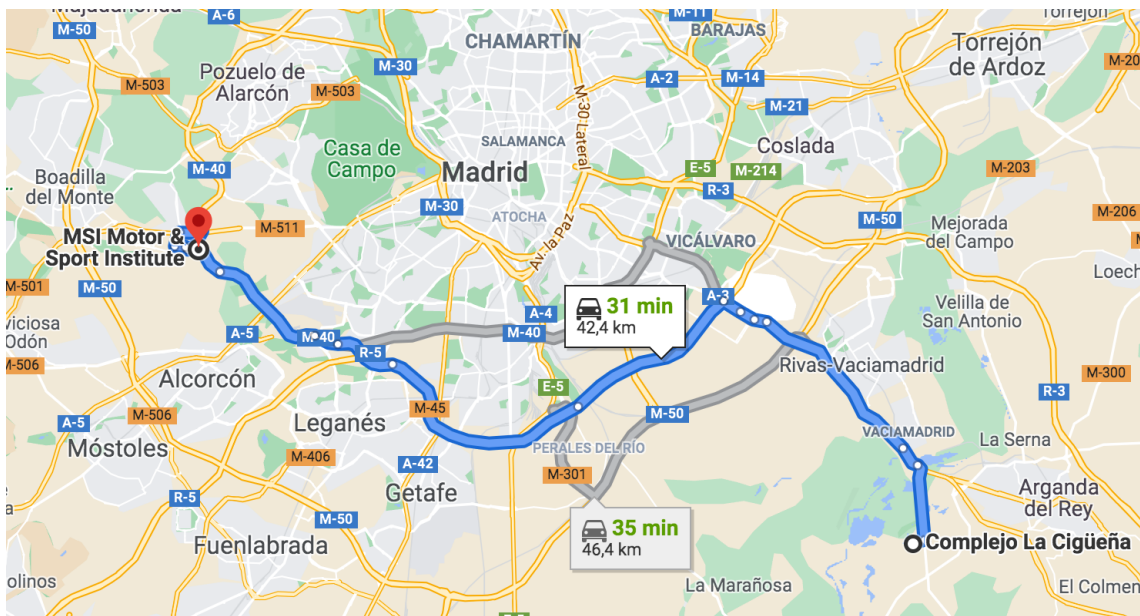 M-50
A-6
M-11
BARAJAS
Torrejón
CHAMARTÍN
M-30
Torrejón
de Ardoz
M-503
Pozuelo de
Alarcón
M-503
A-2
M-14
M-21
M-30 Lateral
SALAMANCA
Casa de
Campo
Madrid
Coslada
E-5
M-214
R-3
M-203
M-40
Boadilla
del Monte
M-30
ATOCHA
Av. la Paz
M-50
M-206
Mejorada
del Campo
MSI Motor &
Sport Institute
M-511
VICÁLVARO
M-501
M-50
A-3
Loech
31 min
42,4 km
Velilla de
San Antonio
viciosa
Odón
A-5
M-40
R-5
A-4
M-40
M-506
Alcorcón
Rivas-Vaciamadrid
M-300
R-3
E-5
M-45
M-50
Leganés
A-5
M-506
Móstoles
VACIAMADRID
La Serna
PERALES DEL RÍO
M-406
A-42
M-301
Getafe
R-5
Arganda
del Rey
M-50
35 min
46,4 km
Fuenlabrada
Complejo La Cigüeña
olinos
La Marañosa
El Colmen